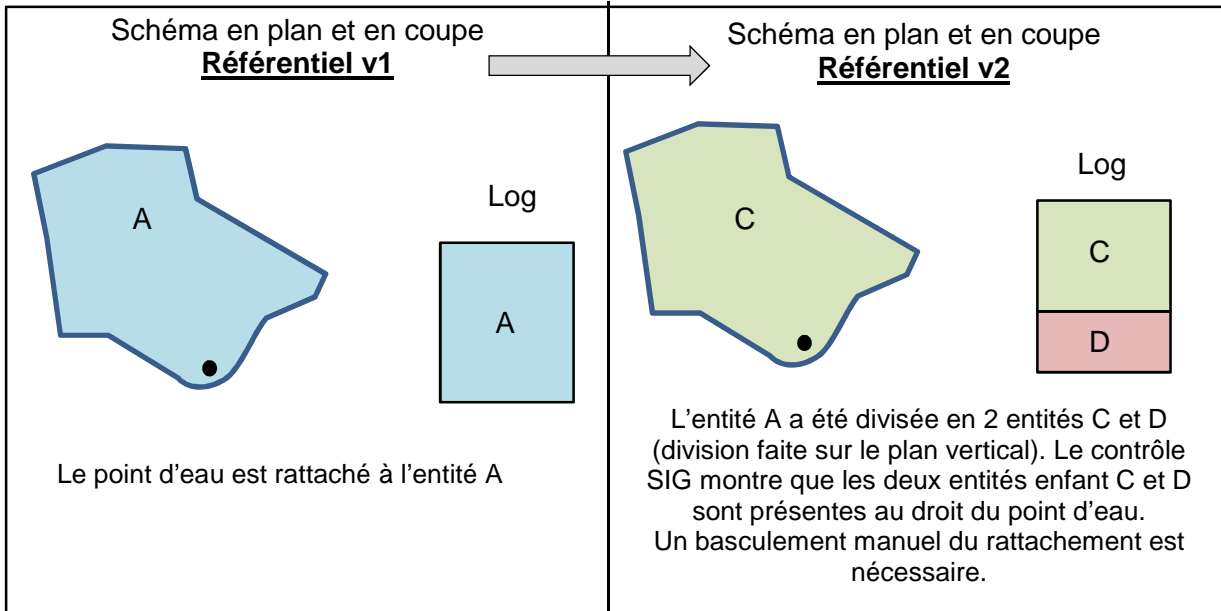 Schéma en plan et en coupe
Référentiel v1
A
Log
A
Le point d'eau est rattaché à l'entité A
Schéma en plan et en coupe
Référentiel v2
C
Log
C
D
L'entité A a été divisée en 2 entités C et D
(division faite sur le plan vertical). Le contrôle
SIG montre que les deux entités enfant C et D
sont présentes au droit du point d'eau.
Un basculement manuel du rattachement est
nécessaire.